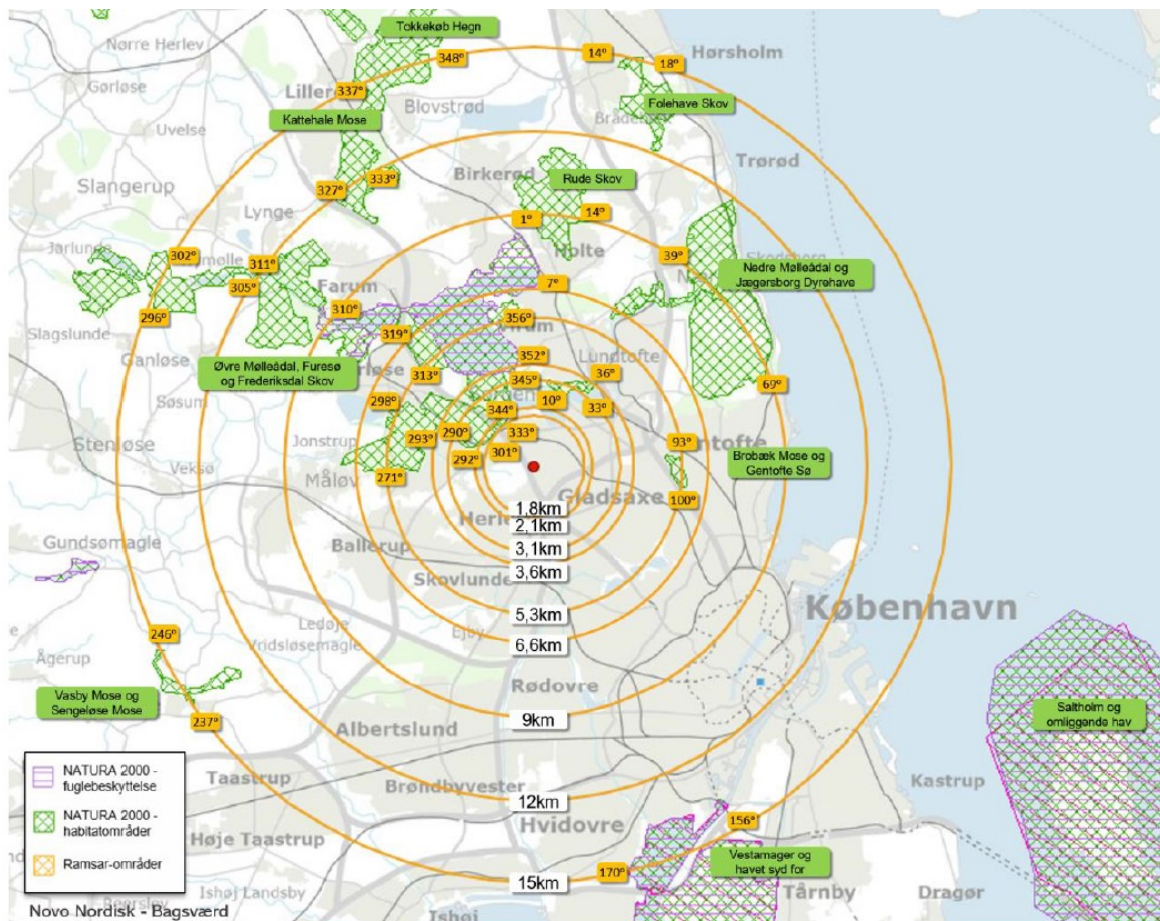 Tokkekøb Hegn
Nørre Herlev
348°
14°
Hørsholm
18°
Gørløse
337°
Blovstrød
Folehave Skov
Kattehale Mose
Uvelse
Trørød
Slangerup
333°
Birkerød
Rude Skov
327°
Lynge
1°
14°
Jørlunde
302°
311°
Holte
39°
Nedre Mølleådal og
Jægersborg Dyrehave
305°
Farum
7°
310°
296°
Slagslunde
319°
356°
Ganløse
Øvre Mølleådal, Furesø
og Frederiksdal Skov
352°
Lundtofte
313°
36°
345°
69°
Søsum
298°
10°
344°
33°
Stenløse
Jonstrup
293°
290°
333°
93°
Brobæk Mose og
Gentofte Sø
Veksø
Måløv
271°
292°
301°
100°
Gladsaxe
1,8km
2,1km
Gundsømagle
Ballerup
3,1km
3,6km
Skovlunde
København
5,3km
Ledøje
246°
Ejby
Vridsløsemagle
6,6km
Ågerup
Rødovre
Vasby Mose og
Sengeløse Mose
237°
9km
Albertslund
Saltholm og
omliggende hav
NATURA 2000 -
fuglebeskyttelse
Taastrup
Brøndbyvester
Kastrup
12km
NATURA 2000 -
habitatområder
Hvidovre
156°
Høje Taastrup
Ramsar-områder
170°
Vestamager og
havet syd for
15km
Tårnby
Dragør
Ishøj Landsby
Ishøj
Novo Nordisk - Bagsværd